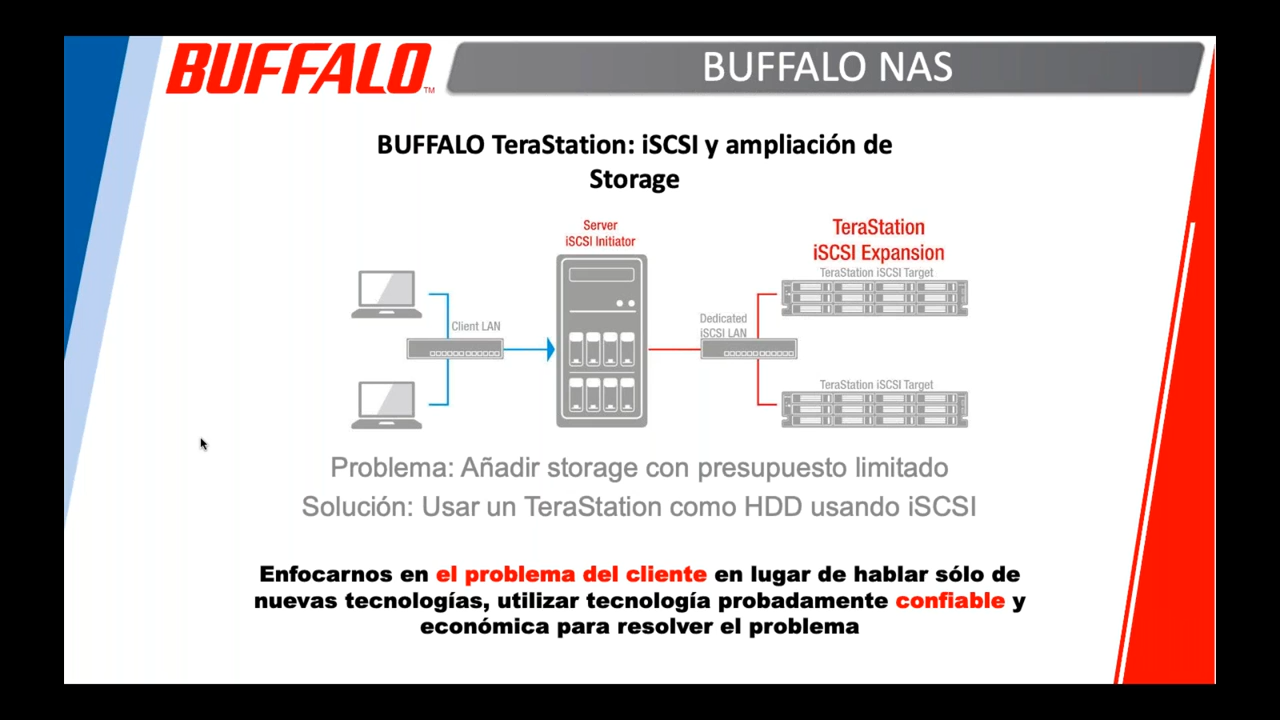 BUFFALO™
BUFFALO NAS
BUFFALO TeraStation: iSCSI y ampliación de
Storage
Server
iSCSI Initiator
TeraStation
iSCSI Expansion
TeraStation iSCSI Target
Client LAN
Dedicated
iSCSI LAN
TeraStation iSCSI Target
Problema: Añadir storage con presupuesto limitado
Solución: Usar un TeraStation como HDD usando iSCSI
Enfocarnos en el problema del cliente en lugar de hablar sólo de
nuevas tecnologías, utilizar tecnología probadamente confiable y
económica para resolver el problema